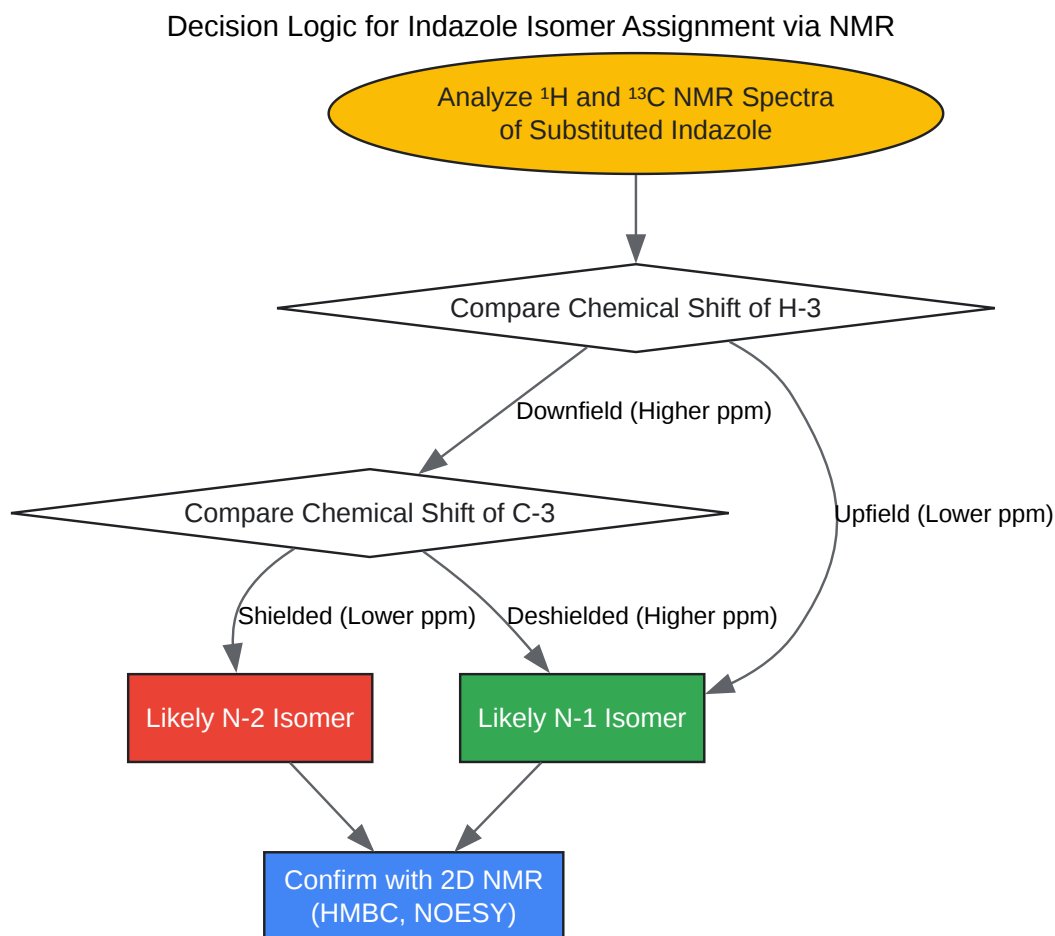 Decision Logic for Indazole Isomer Assignment via NMR
Analyze ¹H and ¹³C NMR Spectra
of Substituted Indazole
Compare Chemical Shift of H-3
Downfield (Higher ppm)
Compare Chemical Shift of C-3
Upfield (Lower ppm)
Shielded (Lower ppm)
Deshielded (Higher ppm)
Likely N-2 Isomer
Likely N-1 Isomer
Confirm with 2D NMR
(HMBC, NOESY)